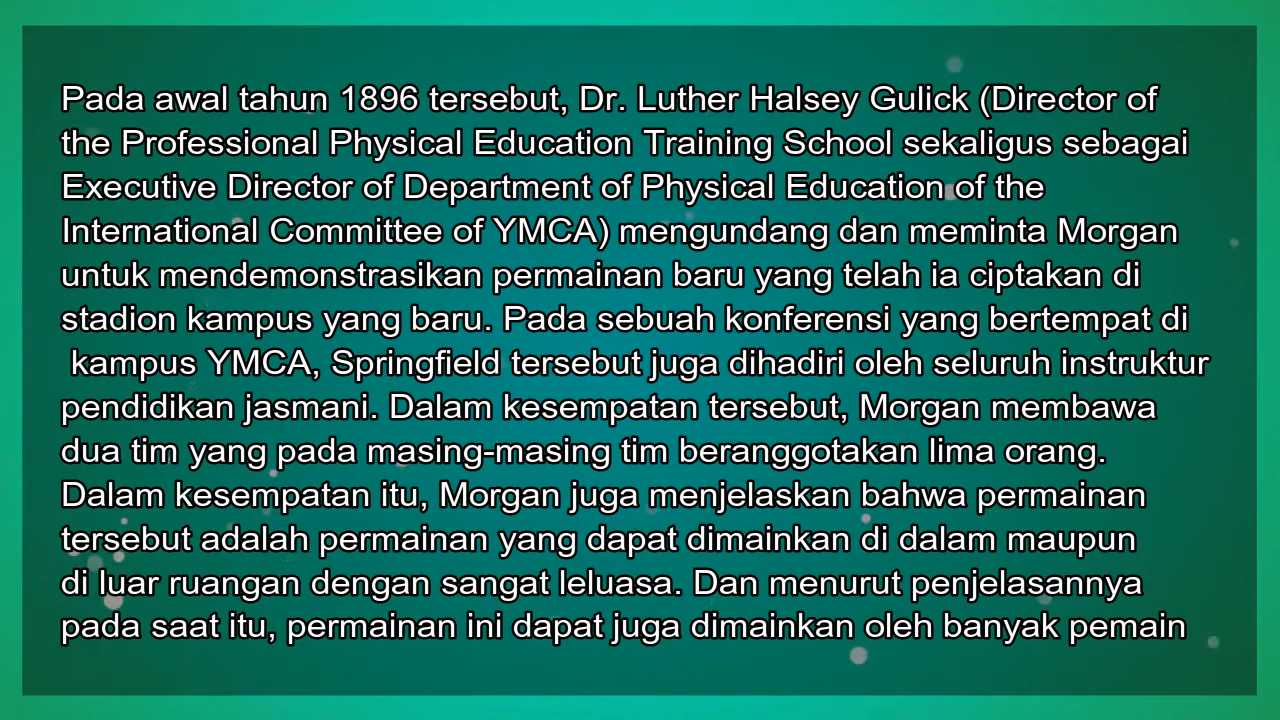 Pada awal tahun 1896 tersebut, Dr. Luther Halsey Gulick (Director of
the Professional Physical Education Training School sekaligus sebagai
Executive Director of Department of Physical Education of the
International Committee of YMCA) mengundang dan meminta Morgan
untuk mendemonstrasikan permainan baru yang telah ia ciptakan di
stadion kampus yang baru. Pada sebuah konferensi yang bertempat di
kampus YMCA, Springfield tersebut juga dihadiri oleh seluruh instruktur
pendidikan jasmani. Dalam kesempatan tersebut, Morgan membawa
dua tim yang pada masing-masing tim beranggotakan lima orang.
Dalam kesempatan itu, Morgan juga menjelaskan bahwa permainan
tersebut adalah permainan yang dapat dimainkan di dalam maupun
di luar ruangan dengan sangat leluasa. Dan menurut penjelasannya
pada saat itu, permainan ini dapat juga dimainkan oleh banyak pemain